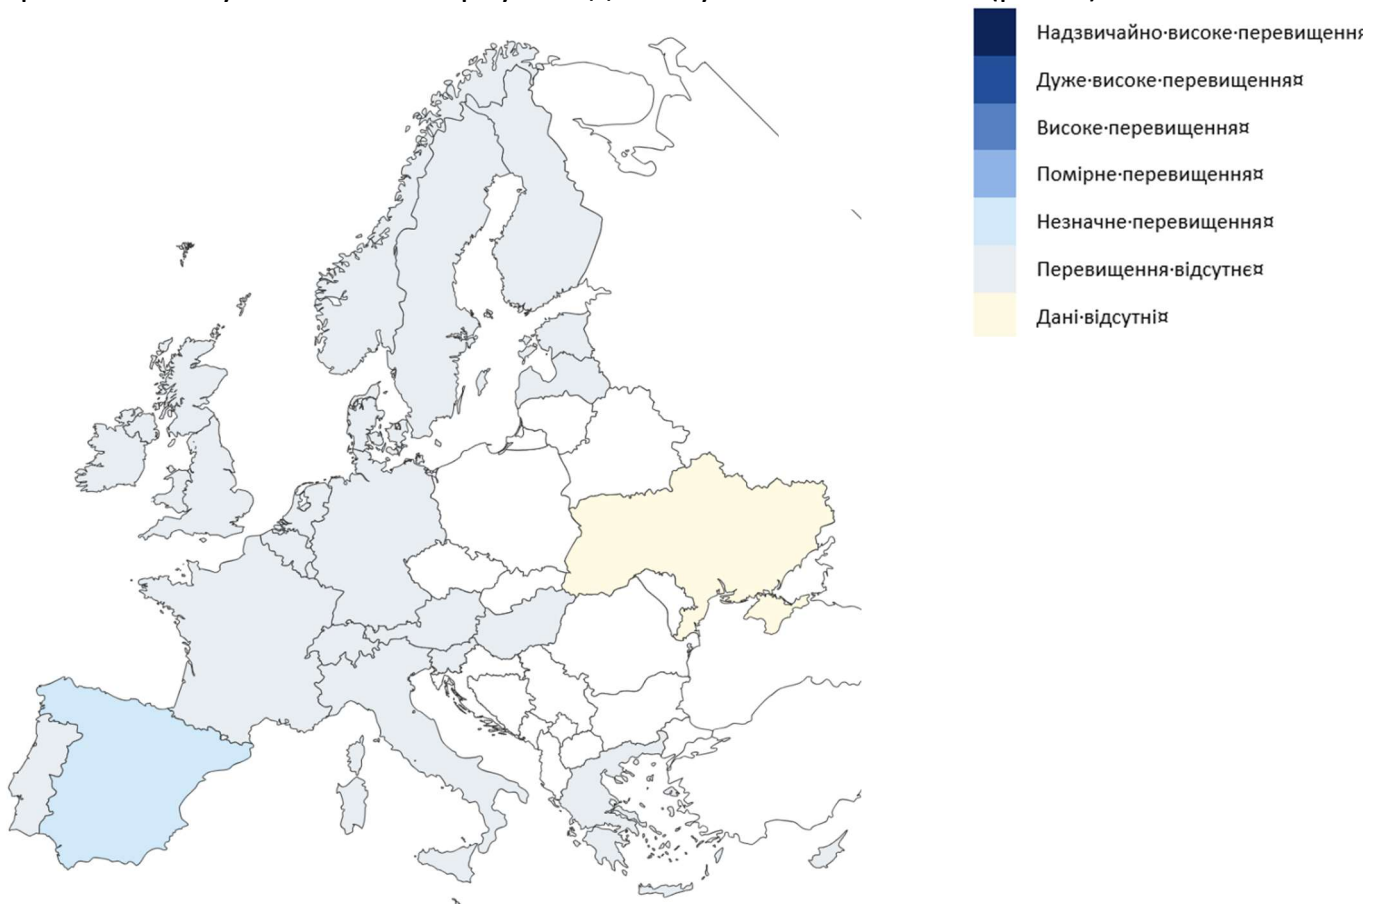 Надзвичайно·високе·перевищення
Дуже·високе·перевищення¤
Високе·перевищення¤
Помірне·перевищення¤
Незначне·перевищення¤
Перевищення·відсутнє¤
Дані·відсутні¤